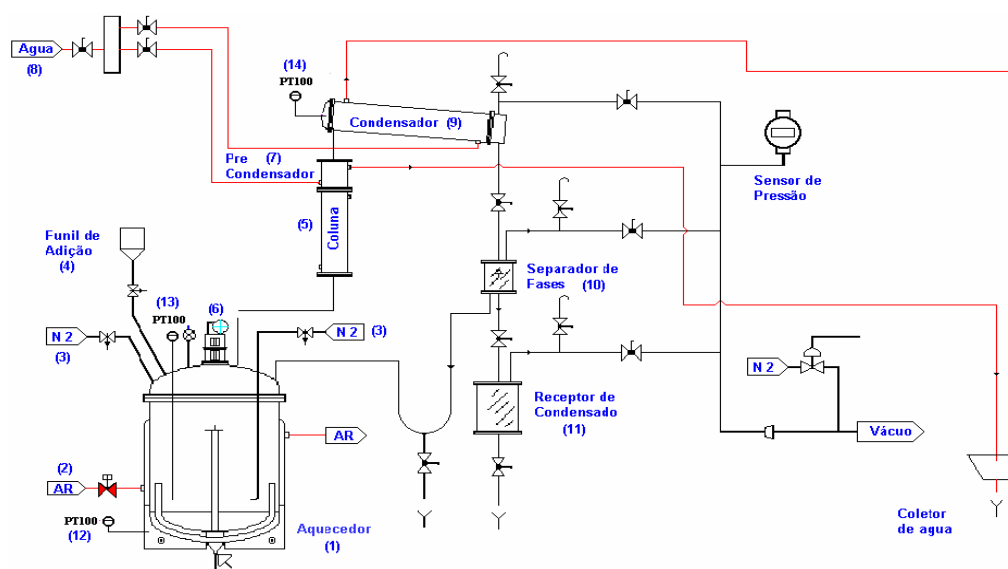 Agua
(8)
(14)
PT100
Condensador (9)
Pre (7)
Condensador
Sensor de
Pressão
(5)
Coluna
Funil de
Adição
(4)
Separador de
Fases (10)
(13)
PT100
(6)
N 2
(3)
N 2
(3)
N 2
Receptor de
Condensado
(11)
AR
Vácuo
(2)
AR
PT100
(12)
Aquecedor
(1)
Coletor
de agua